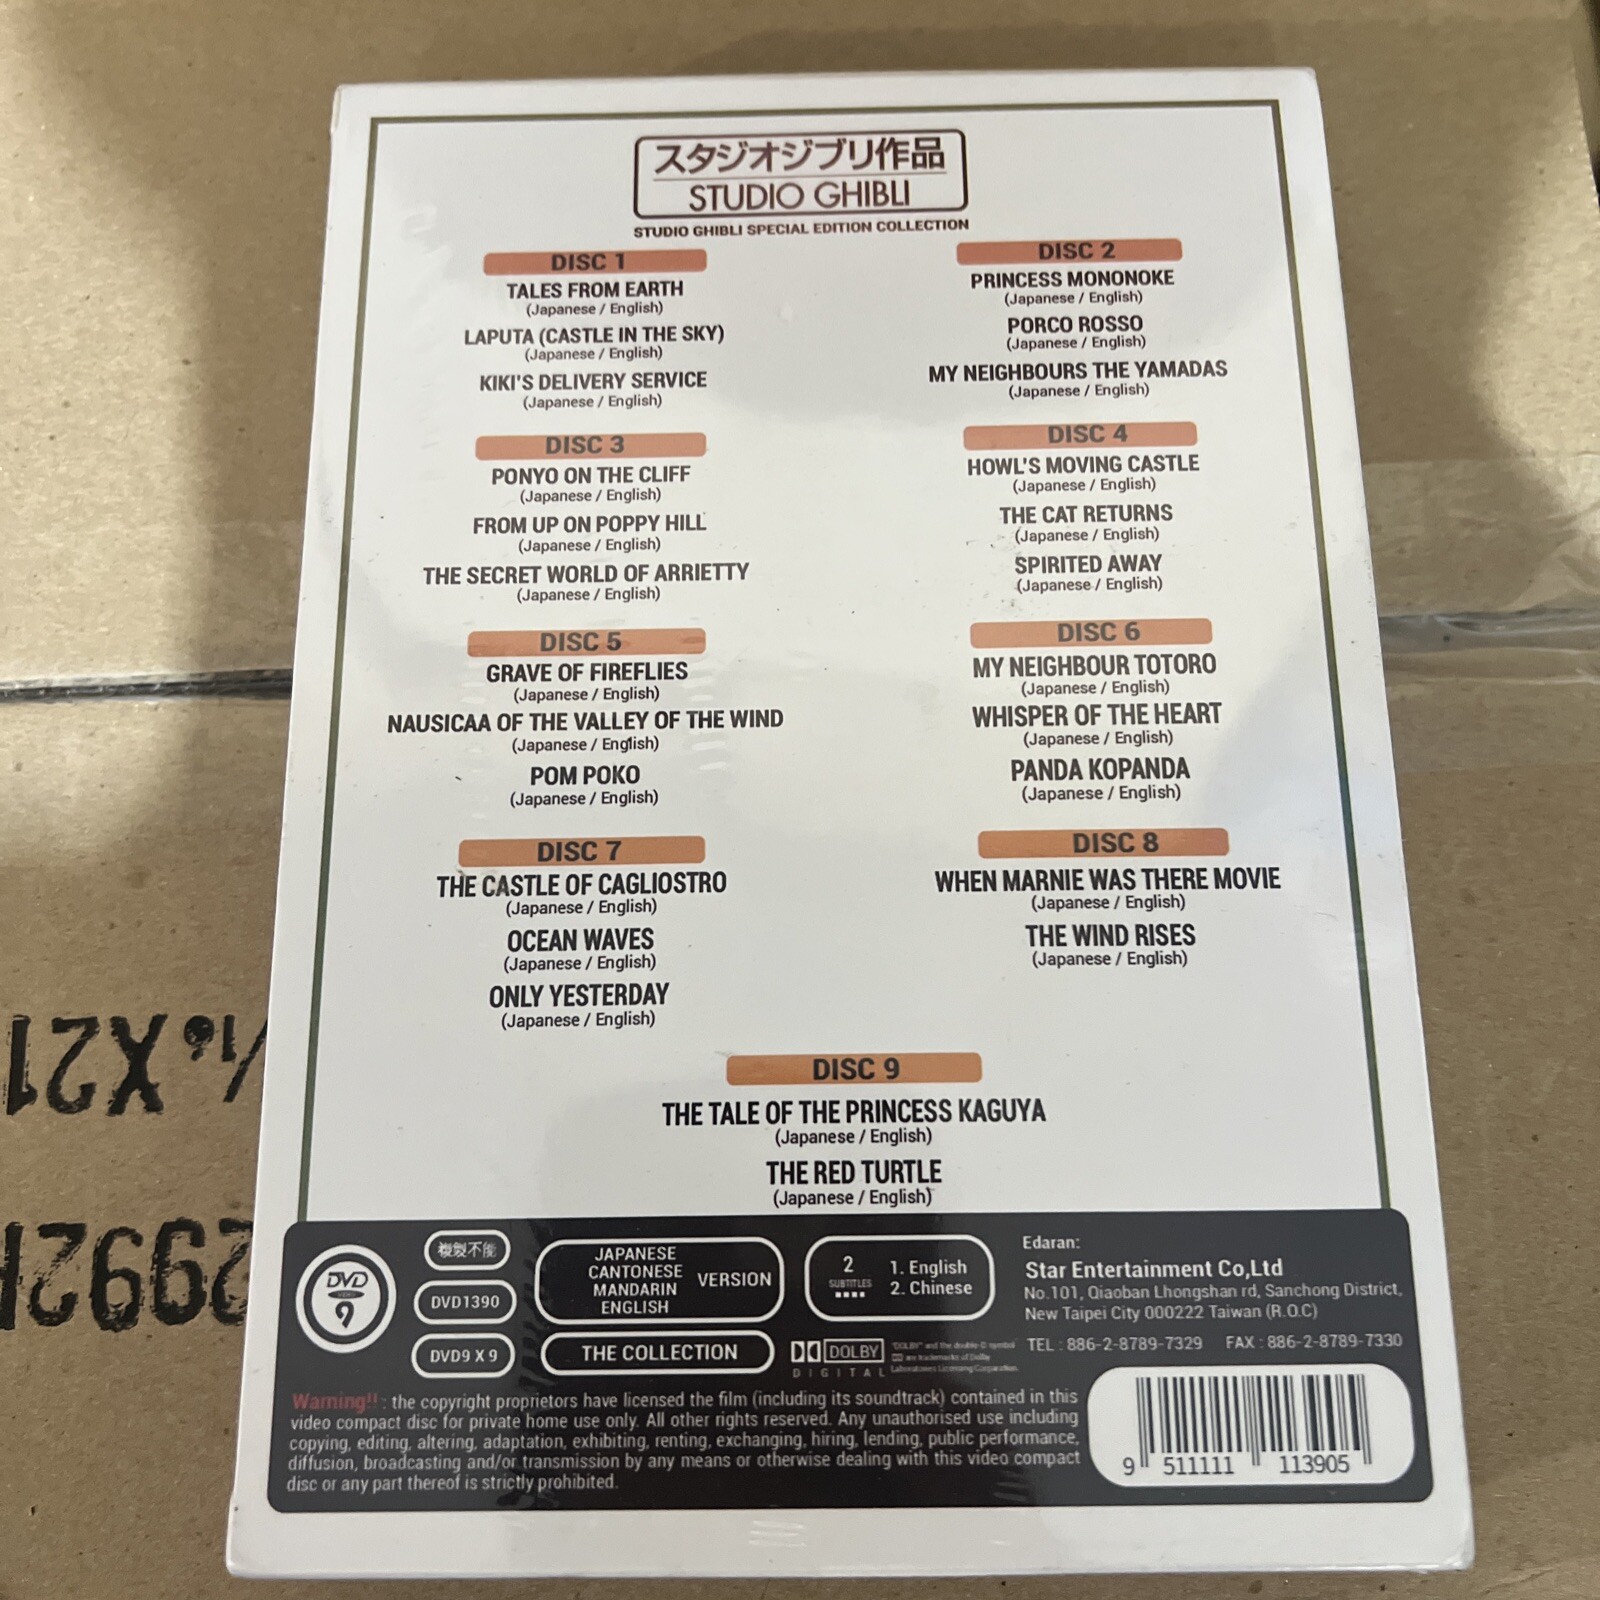 スタジオジブリ作品
STUDIO GHIBLI
STUDIO GHIBLI SPECIAL EDITION COLLECTION
DISC 1
TALES FROM EARTH
(Japanese / English)
LAPUTA (CASTLE IN THE SKY)
(Japanese / English)
KIKI'S DELIVERY SERVICE
(Japanese / English)
DISC 2
PRINCESS MONONOKE
(Japanese / English)
PORCO ROSSO
(Japanese / English)
MY NEIGHBOURS THE YAMADAS
(Japanese / English)
DISC 3
PONYO ON THE CLIFF
(Japanese / English)
FROM UP ON POPPY HILL
(Japanese / English)
THE SECRET WORLD OF ARRIETTY
(Japanese / English)
DISC 4
HOWL'S MOVING CASTLE
(Japanese / English)
THE CAT RETURNS
(Japanese / English)
SPIRITED AWAY
(Japanese / English)
DISC 5
GRAVE OF FIREFLIES
(Japanese / English)
NAUSICAA OF THE VALLEY OF THE WIND
(Japanese / English)
POM POKO
(Japanese / English)
DISC 6
MY NEIGHBOUR TOTORO
(Japanese / English)
WHISPER OF THE HEART
(Japanese / English)
PANDA KOPANDA
(Japanese / English)
DISC 7
THE CASTLE OF CAGLIOSTRO
(Japanese / English)
OCEAN WAVES
(Japanese / English)
ONLY YESTERDAY
(Japanese / English)
DISC 8
WHEN MARNIE WAS THERE MOVIE
(Japanese / English)
THE WIND RISES
(Japanese / English)
DISC 9
THE TALE OF THE PRINCESS KAGUYA
(Japanese / English)
THE RED TURTLE
(Japanese / English)
DVD
VIDEO
9
複製不能
DVD1390
DVD9 X 9
JAPANESE
CANTONESE
MANDARIN
ENGLISH
VERSION
THE COLLECTION
2
SUBTITLES
1. English
2. Chinese
DOLBY
DIGITAL
"DOLBY" and the double-D symbol
are trademarks of Dolby
Laboratories Licensing Corporation.
Edaran:
Star Entertainment Co,Ltd
No.101, Qiaoban Lhongshan rd, Sanchong District,
New Taipei City 000222 Taiwan (R.O.C)
TEL : 886-2-8789-7329 FAX : 886-2-8789-7330
Warning!! : the copyright proprietors have licensed the film (including its soundtrack) contained in this
video compact disc for private home use only. All other rights reserved. Any unauthorised use including
copying, editing, altering, adaptation, exhibiting, renting, exchanging, hiring, lending, public performance,
diffusion, broadcasting and/or transmission by any means or otherwise dealing with this video compact
disc or any part thereof is strictly prohibited.
9 511111 113905